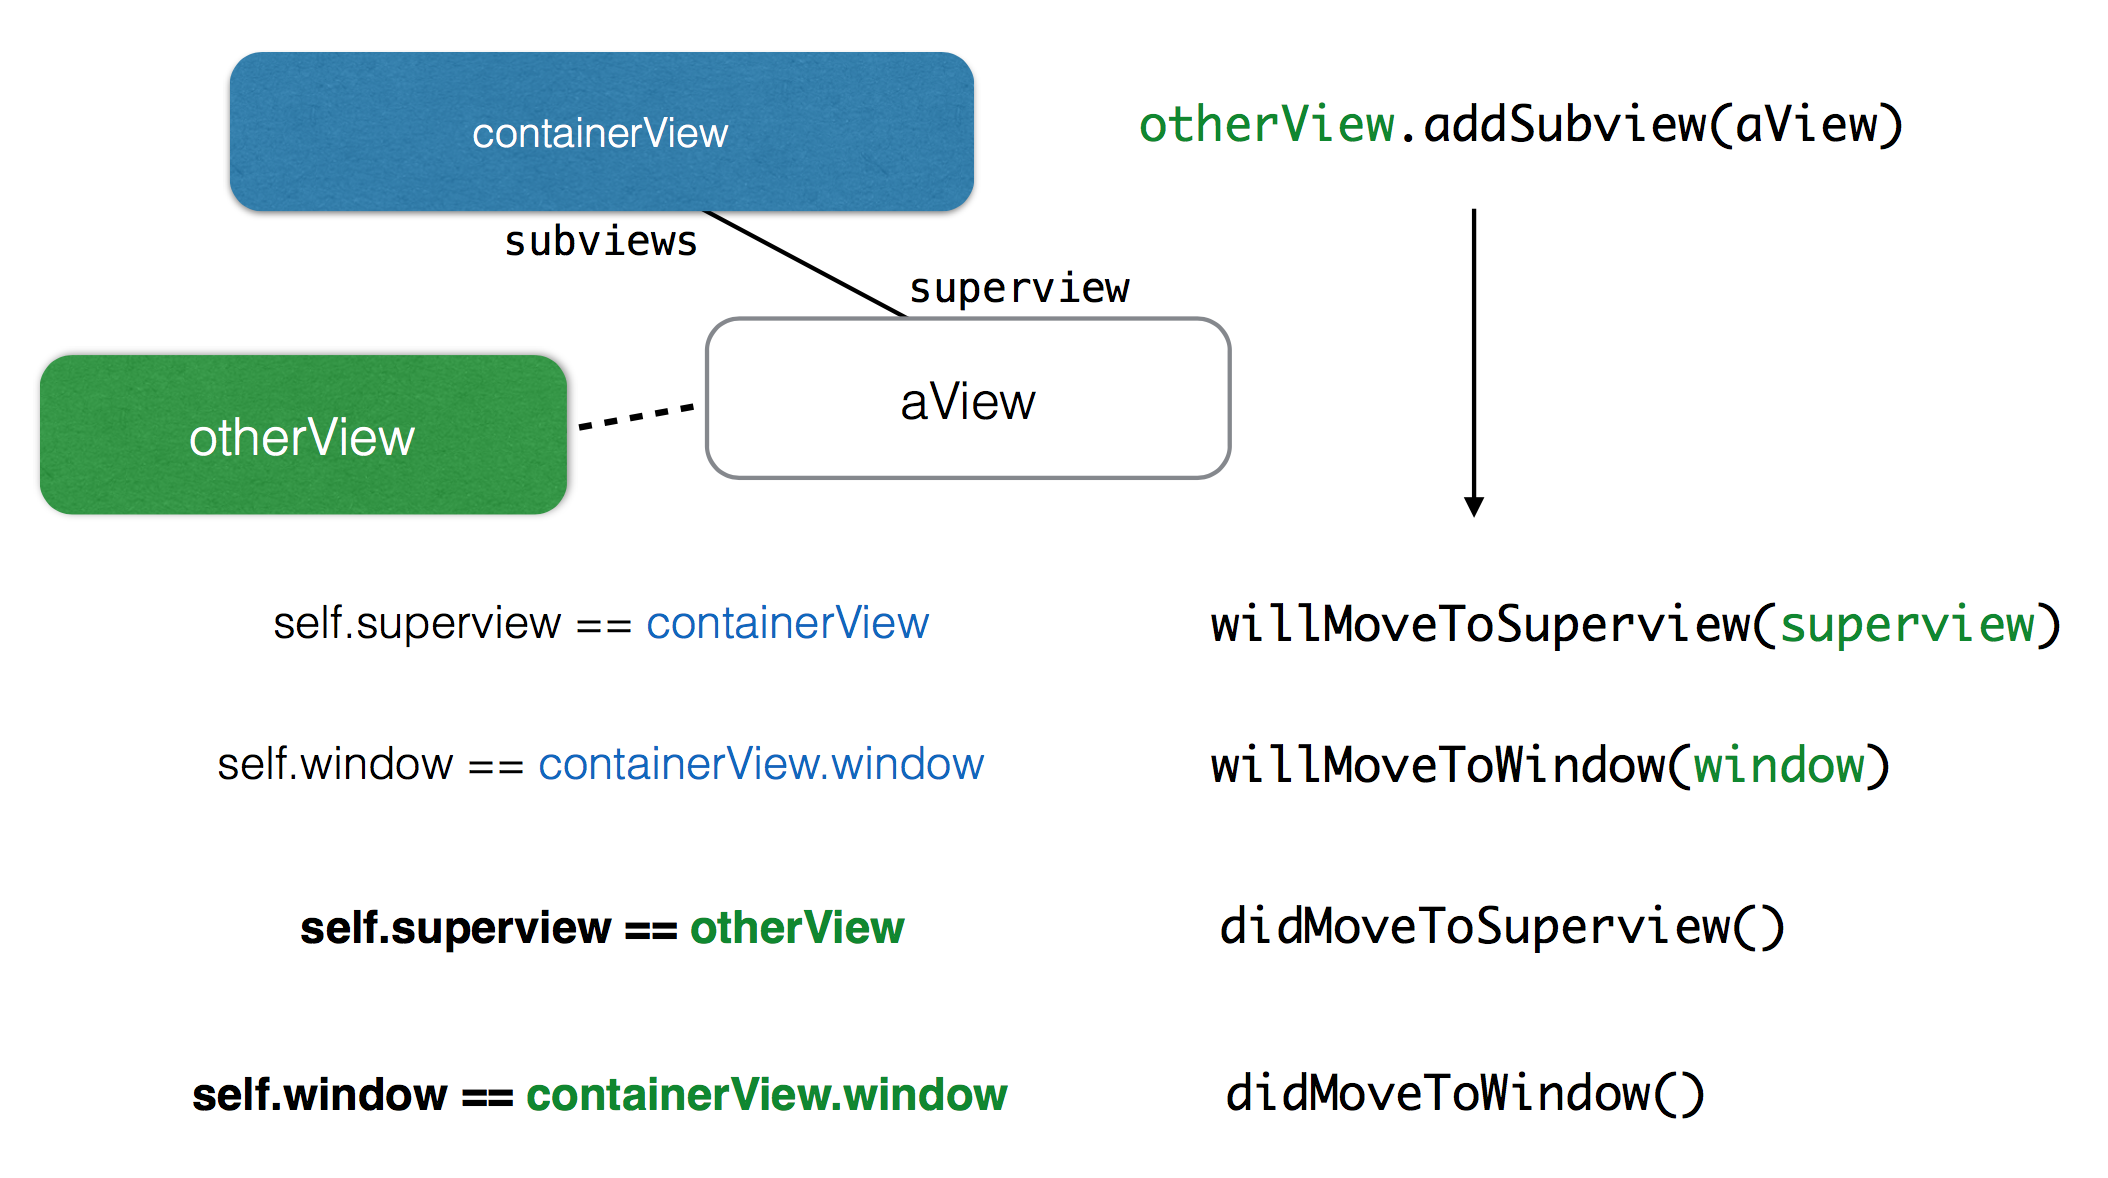 containerView
otherView.addSubview(aView)
subviews
superview
aView
otherView
self.superview == containerView
willMoveToSuperview(superview)
self.window == containerView.window
willMoveToWindow(window)
self.superview == otherView
didMoveToSuperview()
self.window == containerView.window
didMoveToWindow()